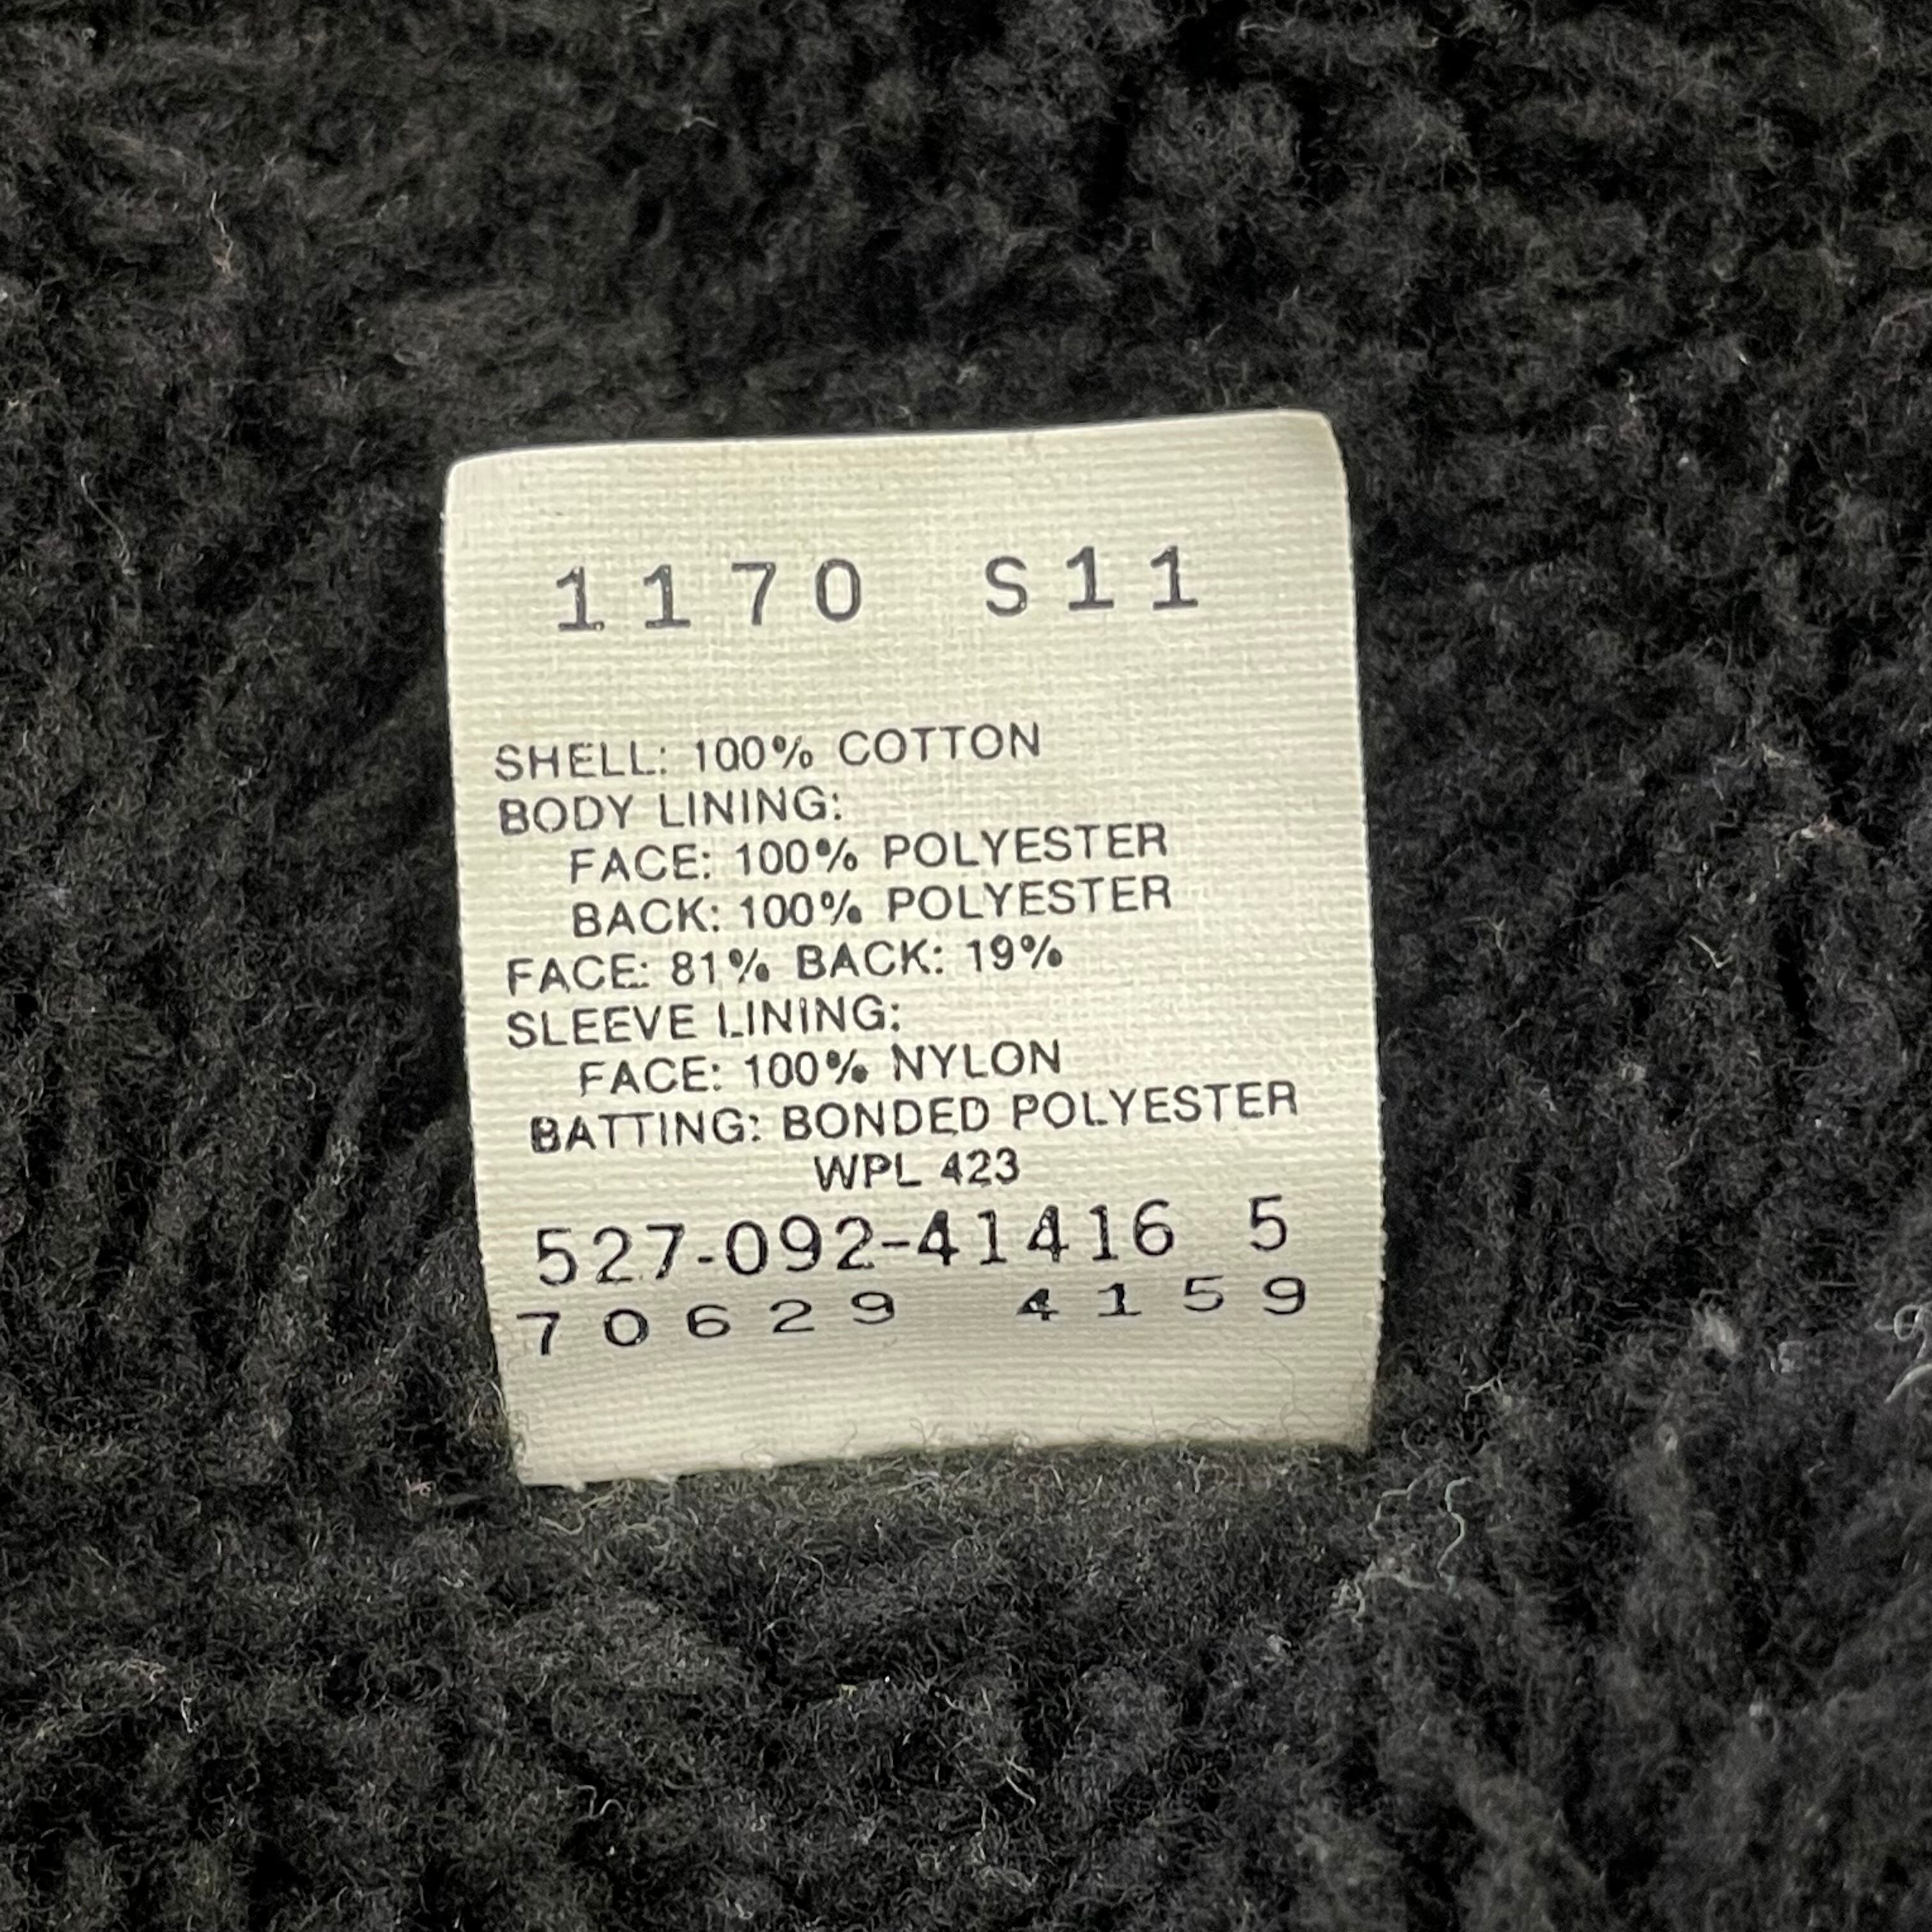 1170 S11
SHELL: 100% COTTON
BODY LINING:
FACE: 100% POLYESTER
BACK: 100% POLYESTER
FACE: 81% BACK: 19%
SLEEVE LINING:
FACE: 100% NYLON
BATTING: BONDED POLYESTER
WPL 423
527-092-41416 5
70629 4159